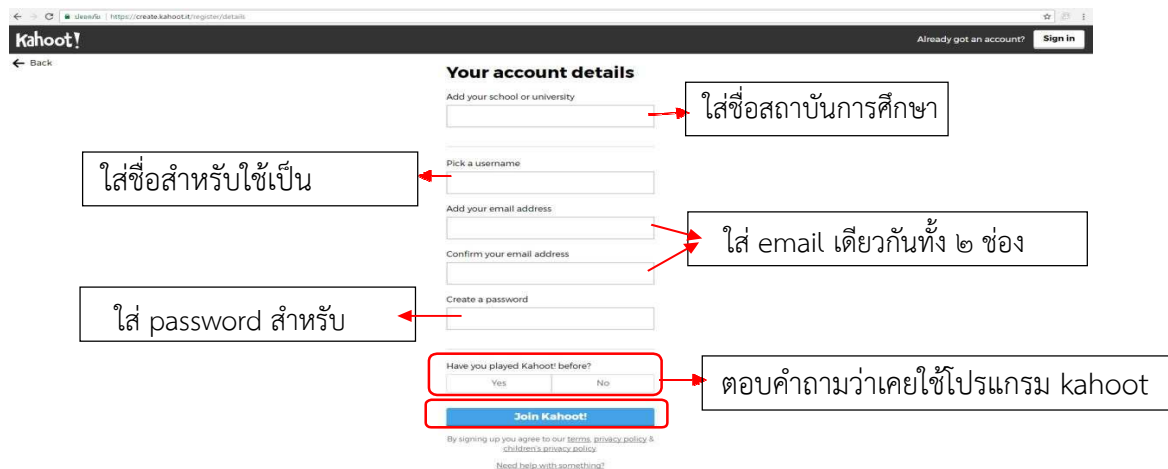 ปลอดภัย | https://create.kahoot.it/register/details
Kahoot!
Already got an account?
Sign in
← Back
Your account details
Add your school or university
ใส่ชื่อสถาบันการศึกษา
Pick a username
ใส่ชื่อสำหรับใช้เป็น
Add your email address
ใส่ email เดียวกันทั้ง ๒ ช่อง
Confirm your email address
Create a password
ใส่ password สำหรับ
Have you played Kahoot! before?
Yes No
ตอบคำถามว่าเคยใช้โปรแกรม kahoot
Join Kahoot!
By signing up you agree to our terms, privacy policy &
children's privacy policy
Need help with something?